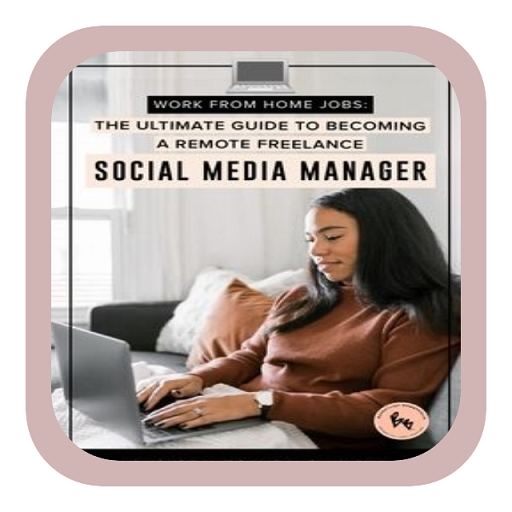 WORK FROM HOME JOBS:
THE ULTIMATE GUIDE TO BECOMING
A REMOTE FREELANCE
SOCIAL MEDIA MANAGER